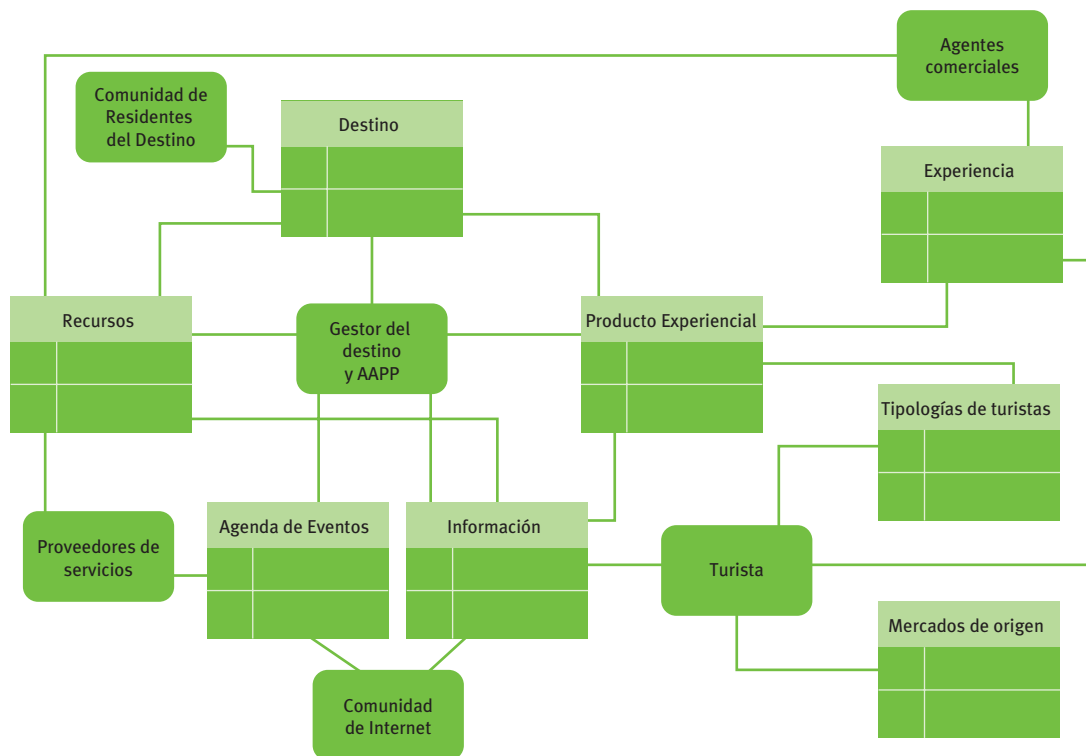 Agentes
comerciales
Comunidad de
Residentes
del Destino
Destino
Experiencia
Recursos
Gestor del
destino
y AAPP
Producto Experiencial
Tipologías de turistas
Proveedores de
servicios
Agenda de Eventos
Información
Turista
Mercados de origen
Comunidad
de Internet